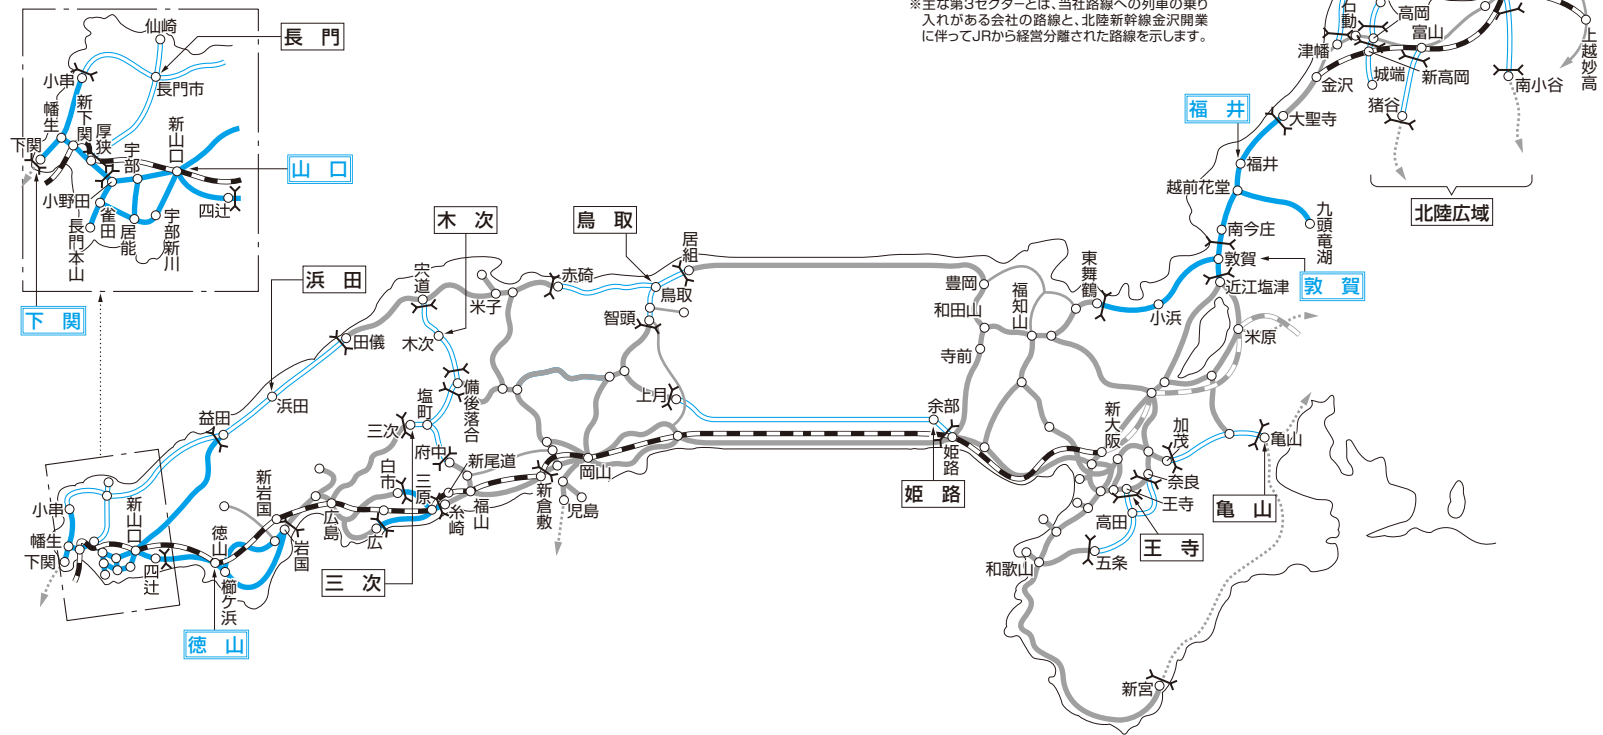 ※主な第3セクターとは、当社路線への列車の乗り
入れがある会社の路線と、北陸新幹線金沢開業
に伴ってJRから経営分離された路線を示します。
仙崎
長門
小串
長門市
幡生
新下関
厚狭
宇部
新山口
下関
山口
小野田
雀田
居能
宇部新川
四辻
長門本山
下関
石動
高岡
富山
津幡
金沢
城端
新高岡
南小谷
上越妙高
猪谷
北陸広域
福井
大聖寺
福井
越前花堂
九頭竜湖
南今庄
敦賀
敦賀
近江塩津
米原
東舞鶴
小浜
木次
鳥取
居組
宍道
赤碕
鳥取
米子
智頭
浜田
田儀
木次
備後落合
塩町
三次
府中
浜田
益田
上月
豊岡
和田山
福知山
寺前
余部
姫路
姫路
新大阪
加茂
亀山
亀山
奈良
王寺
高田
王寺
五条
和歌山
新宮
新尾道
白市
三原
糸崎
福山
新倉敷
岡山
児島
新岩国
広島
広
岩国
三次
小串
新山口
幡生
下関
四辻
徳山
櫛ケ浜
徳山